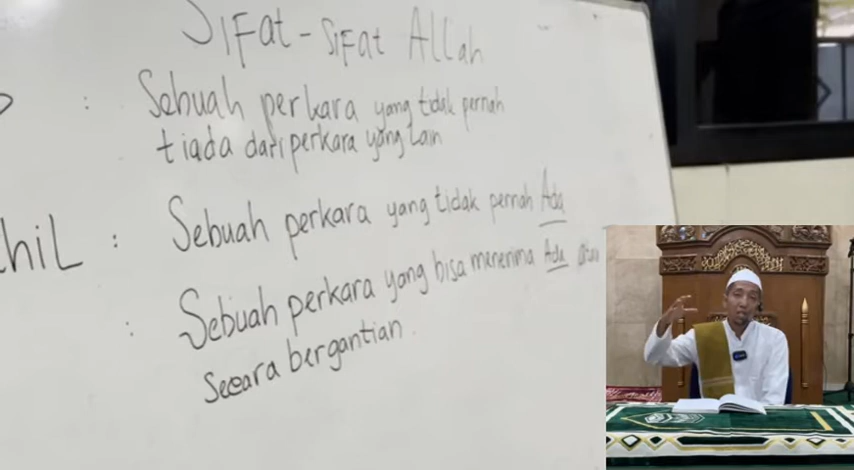 SiFat - SiFat Allah
: Sebuah perkara yang tidak pernah
tiada dari perkara yang lain
hiL : Sebuah perkara yang tidak pernah Ada
: Sebuah perkara yang bisa menerima Ada atau
Secara bergantian.